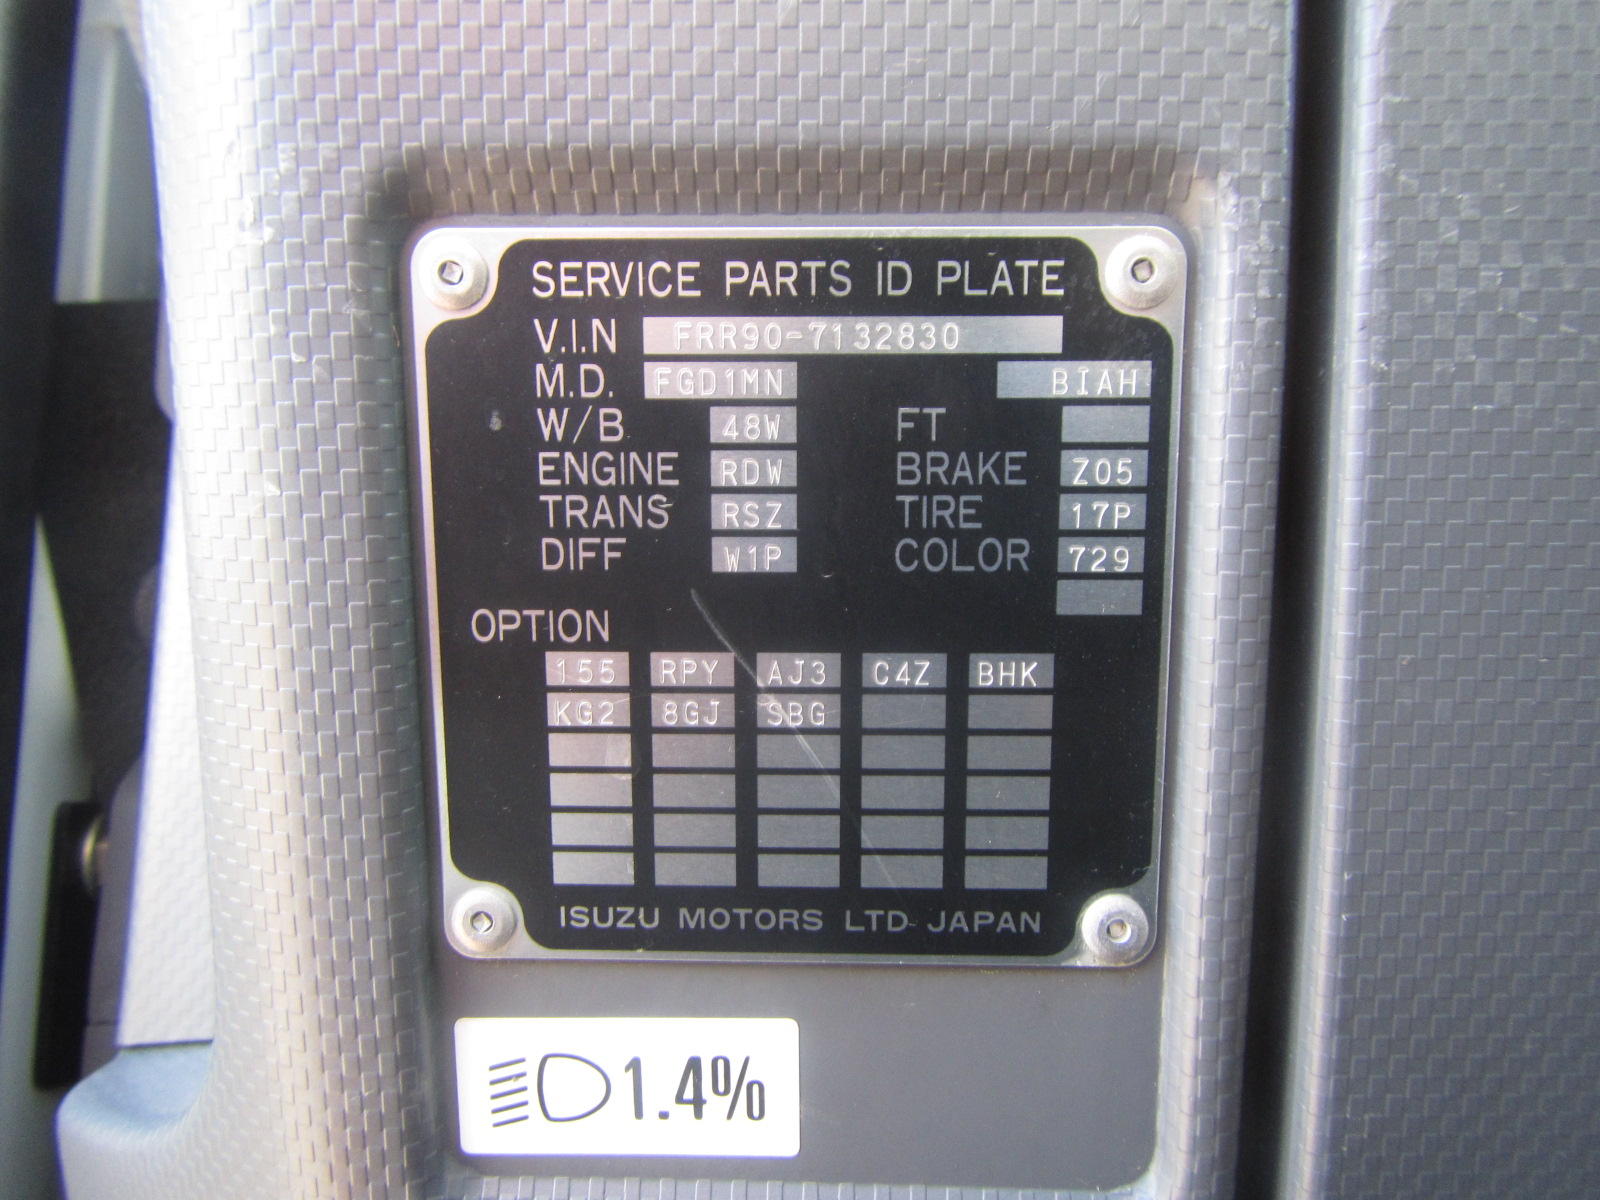 SERVICE PARTS ID PLATE
V.I.N FRR90-7132830
M.D. FGD1MN BIAH
W/B 48W FT
ENGINE RDW BRAKE Z05
TRANS RSZ TIRE 17P
DIFF W1P COLOR 729
OPTION
155 RPY AJ3 C4Z BHK
KG2 8GJ SBG
ISUZU MOTORS LTD. JAPAN
1.4%